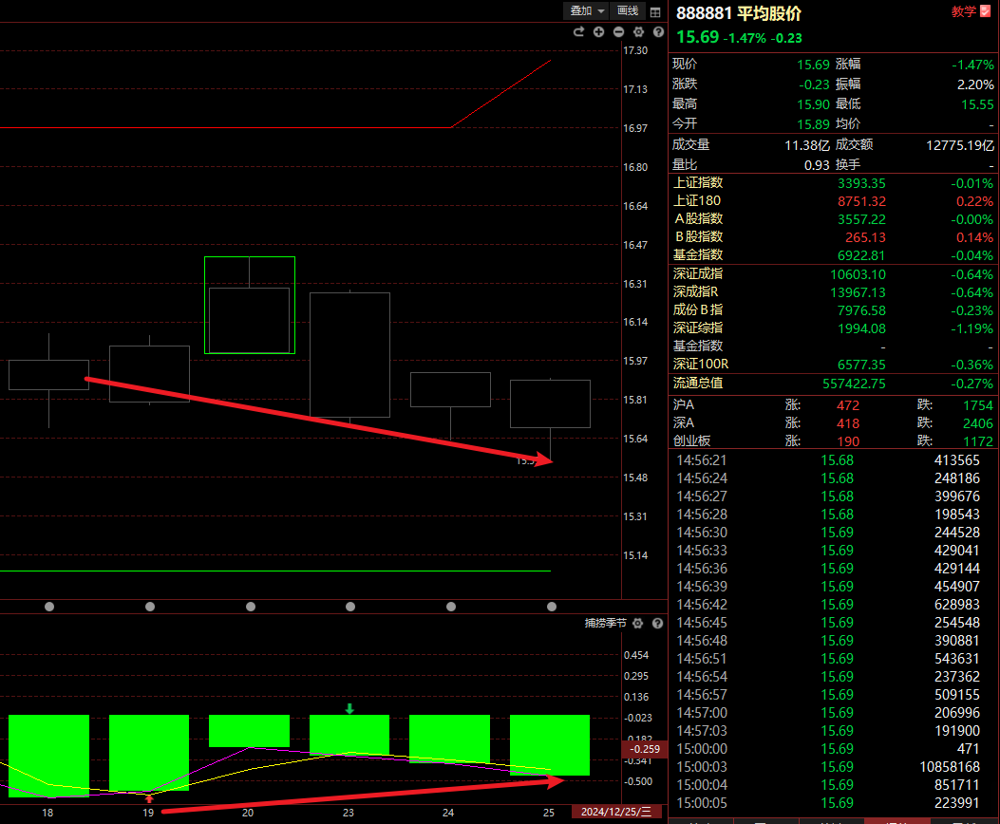 叠加 画线
17.30
17.13
16.97
16.80
16.64
16.47
16.31
16.14
15.97
15.81
15.64
15.48
15.31
15.14
捕捞季节
0.454
0.295
0.136
-0.023
-0.182
-0.259
-0.341
-0.500
18 19 20 23 24 25 2024/12/25/三
888881 平均股价 教学
15.69 -1.47% -0.23
现价 15.69 涨幅 -1.47%
涨跌 -0.23 振幅 2.20%
最高 15.90 最低 15.55
今开 15.89 均价 -
成交量 11.38亿 成交额 12775.19亿
量比 0.93 换手 -
上证指数 3393.35 -0.01%
上证180 8751.32 0.22%
A股指数 3557.22 -0.00%
B股指数 265.13 0.14%
基金指数 6922.81 -0.04%
深证成指 10603.10 -0.64%
深成指R 13967.13 -0.64%
成份B指 7976.58 -0.23%
深证综指 1994.08 -1.19%
基金指数 - -
深证100R 6577.35 -0.36%
流通总值 557422.75 -0.27%
沪A 涨: 472 跌: 1754
深A 涨: 418 跌: 2406
创业板 涨: 190 跌: 1172
14:56:21 15.68 413565
14:56:24 15.68 248186
14:56:27 15.68 399676
14:56:28 15.68 198543
14:56:30 15.69 244528
14:56:33 15.69 429041
14:56:36 15.69 429144
14:56:39 15.69 454907
14:56:42 15.69 628983
14:56:45 15.69 254548
14:56:48 15.69 390881
14:56:51 15.69 543631
14:56:54 15.69 237362
14:56:57 15.69 509155
14:57:00 15.69 206996
14:57:03 15.69 191900
15:00:00 15.69 471
15:00:03 15.69 10858168
15:00:04 15.69 851711
15:00:05 15.69 223991